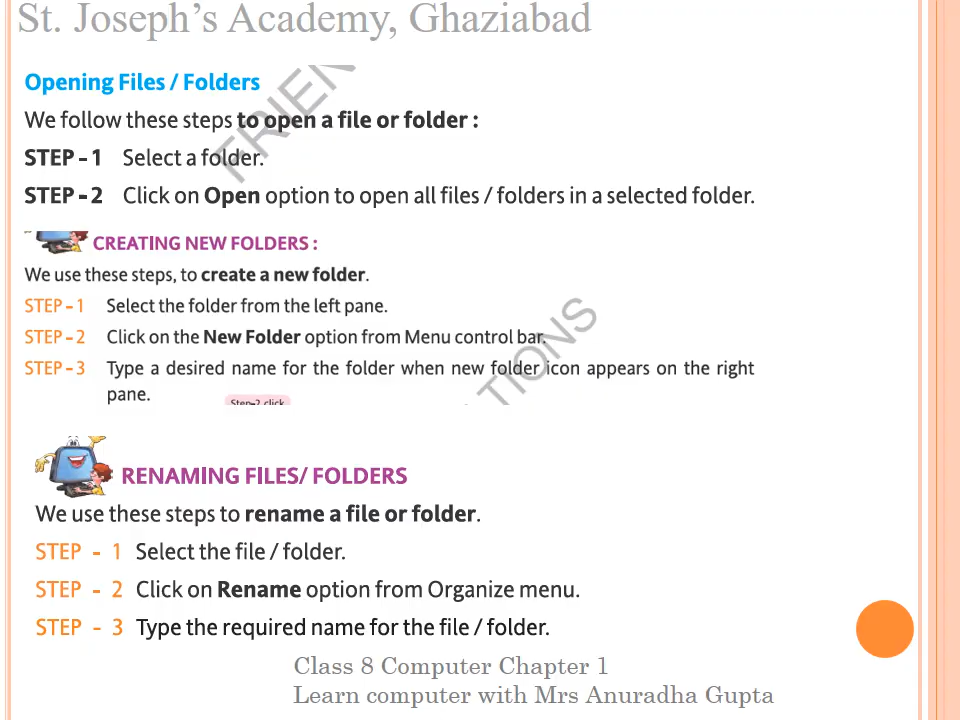 St. Joseph's Academy, Ghaziabad
Opening Files / Folders
We follow these steps to open a file or folder :
STEP - 1 Select a folder.
STEP - 2 Click on Open option to open all files / folders in a selected folder.
CREATING NEW FOLDERS :
We use these steps, to create a new folder.
STEP - 1 Select the folder from the left pane.
STEP - 2 Click on the New Folder option from Menu control bar.
STEP - 3 Type a desired name for the folder when new folder icon appears on the right
pane.
Step-2 click
RENAMING FILES/ FOLDERS
We use these steps to rename a file or folder.
STEP - 1 Select the file / folder.
STEP - 2 Click on Rename option from Organize menu.
STEP - 3 Type the required name for the file / folder.
Class 8 Computer Chapter 1
Learn computer with Mrs Anuradha Gupta